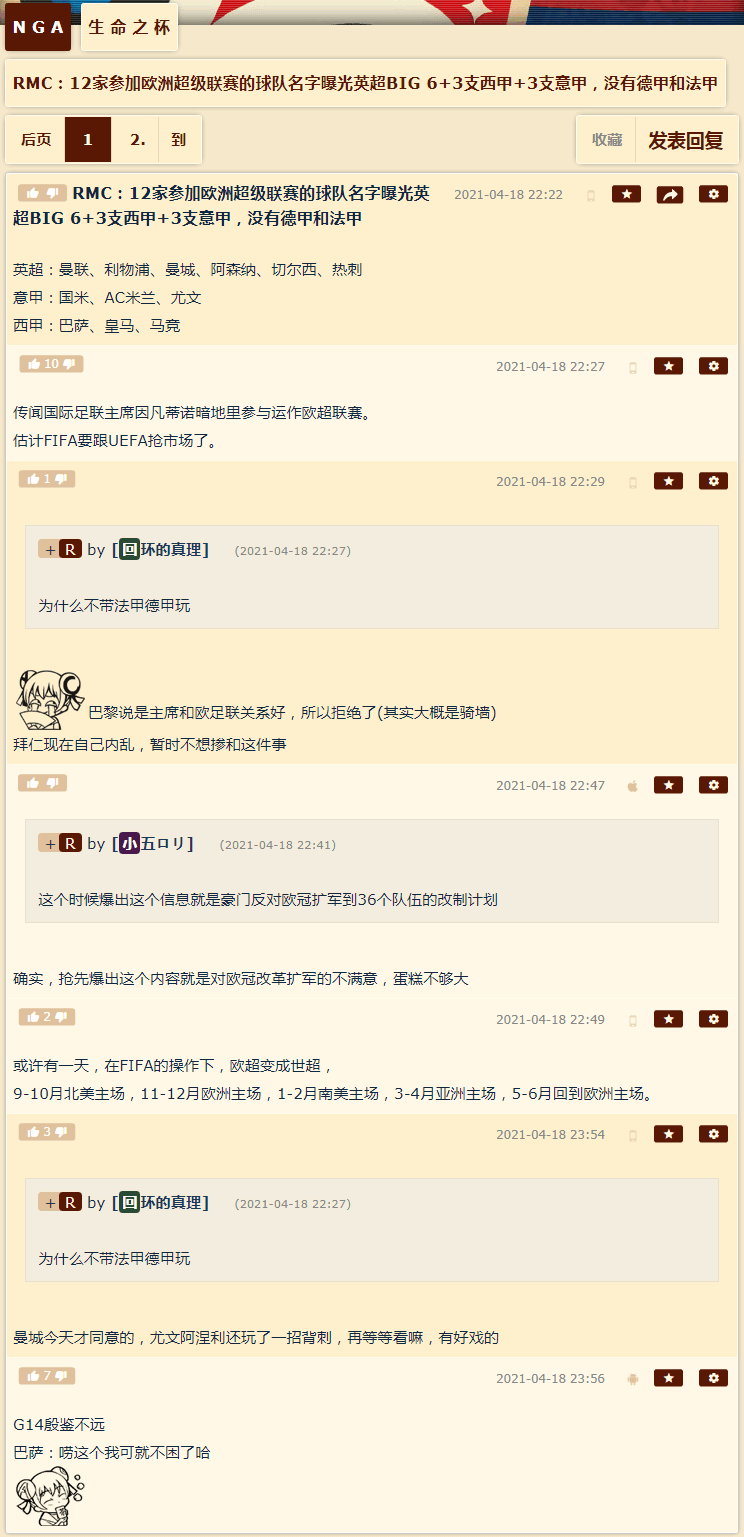 NGA 生命之杯
RMC：12家参加欧洲超级联赛的球队名字曝光英超BIG 6+3支西甲+3支意甲，没有德甲和法甲
后页 1 2. 到 收藏 发表回复
RMC：12家参加欧洲超级联赛的球队名字曝光英 2021-04-18 22:22
超BIG 6+3支西甲+3支意甲，没有德甲和法甲
英超：曼联、利物浦、曼城、阿森纳、切尔西、热刺
意甲：国米、AC米兰、尤文
西甲：巴萨、皇马、马竞
10 2021-04-18 22:27
传闻国际足联主席因凡蒂诺暗地里参与运作欧超联赛。
估计FIFA要跟UEFA抢市场了。
1 2021-04-18 22:29
+ R by [回环的真理] (2021-04-18 22:27)
为什么不带法甲德甲玩
巴黎说是主席和欧足联关系好，所以拒绝了(其实大概是骑墙)
拜仁现在自己内乱，暂时不想掺和这件事
2021-04-18 22:47
+ R by [小五ロリ] (2021-04-18 22:41)
这个时候爆出这个信息就是豪门反对欧冠扩军到36个队伍的改制计划
确实，抢先爆出这个内容就是对欧冠改革扩军的不满意，蛋糕不够大
2 2021-04-18 22:49
或许有一天，在FIFA的操作下，欧超变成世超，
9-10月北美主场，11-12月欧洲主场，1-2月南美主场，3-4月亚洲主场，5-6月回到欧洲主场。
3 2021-04-18 23:54
+ R by [回环的真理] (2021-04-18 22:27)
为什么不带法甲德甲玩
曼城今天才同意的，尤文阿涅利还玩了一招背刺，再等等看嘛，有好戏的
7 2021-04-18 23:56
G14殷鉴不远
巴萨：唠这个我可就不困了哈